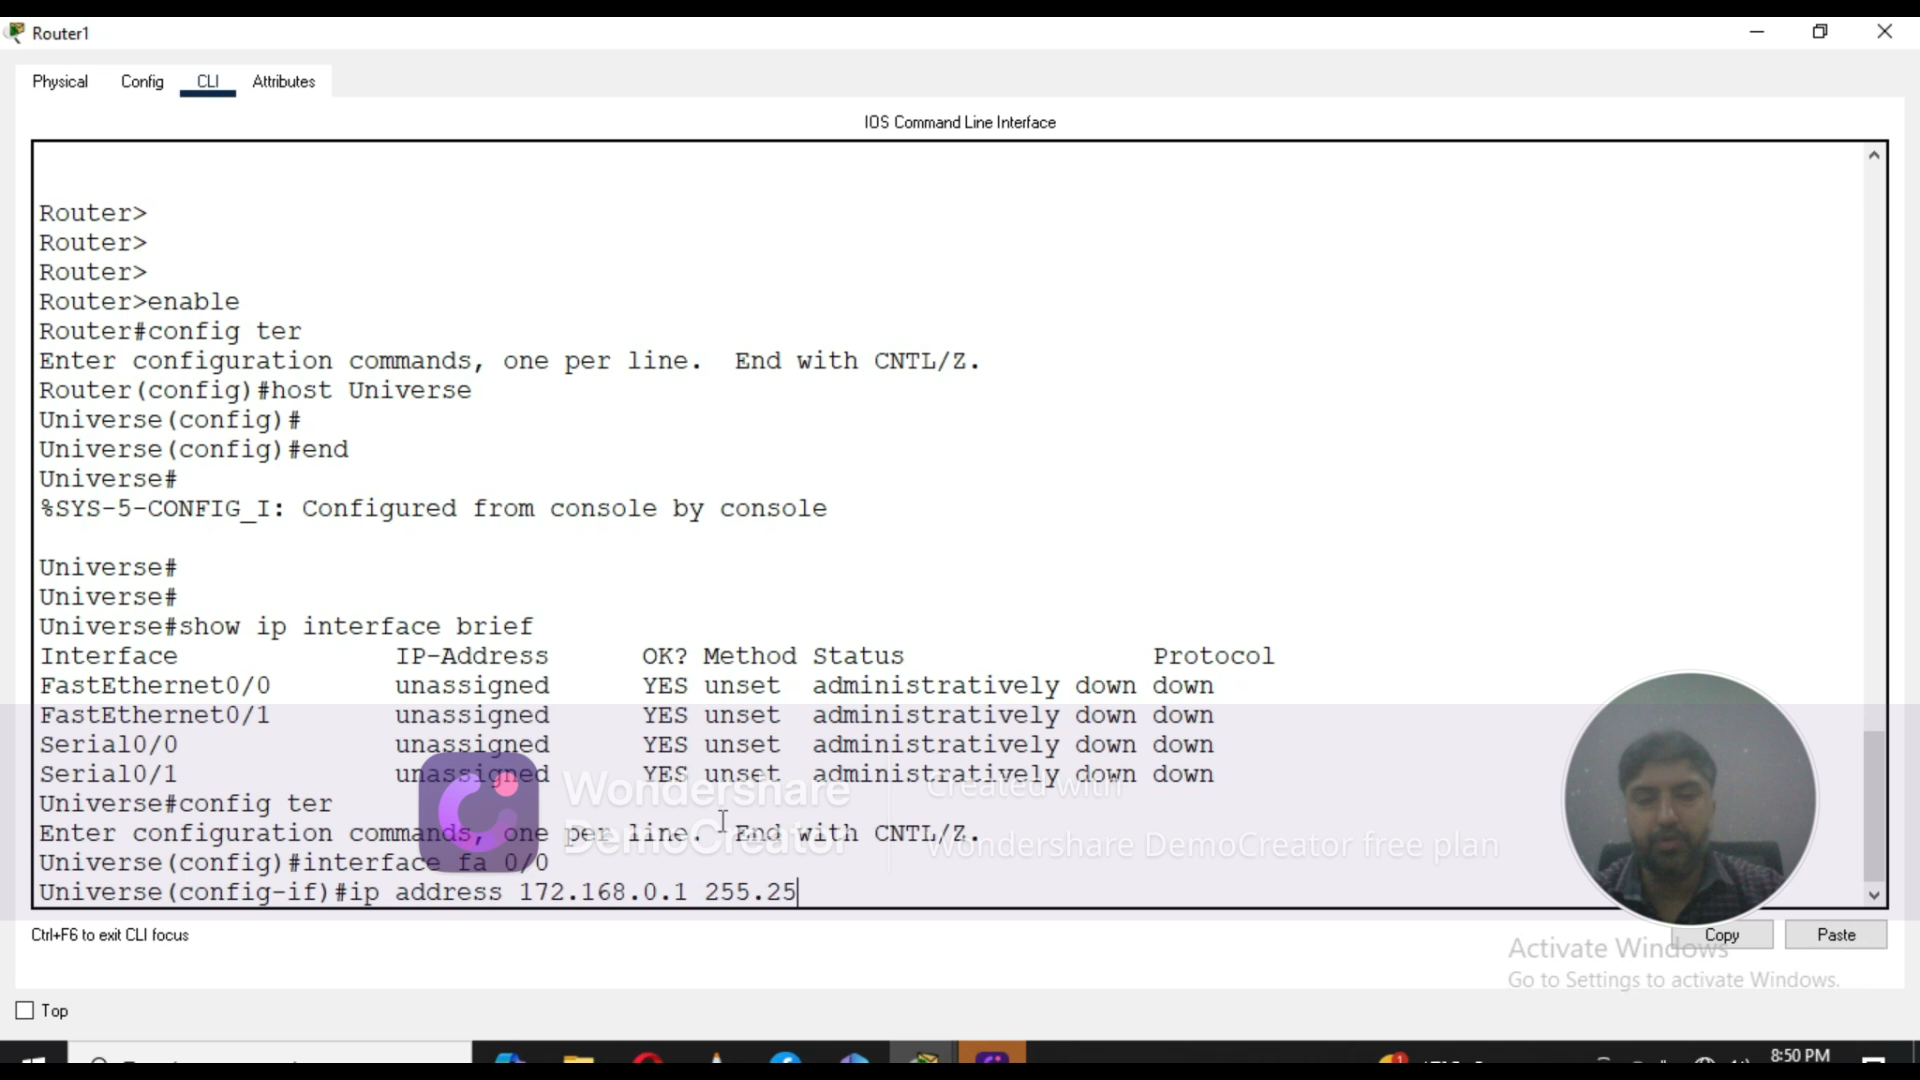 Router1
Physical Config CLI Attributes
IOS Command Line Interface
Router>
Router>
Router>
Router>enable
Router#config ter
Enter configuration commands, one per line.  End with CNTL/Z.
Router(config)#host Universe
Universe(config)#
Universe(config)#end
Universe#
%SYS-5-CONFIG_I: Configured from console by console
Universe#
Universe#
Universe#show ip interface brief
Interface              IP-Address      OK? Method Status                Protocol
FastEthernet0/0        unassigned      YES unset  administratively down down
FastEthernet0/1        unassigned      YES unset  administratively down down
Serial0/0              unassigned      YES unset  administratively down down
Serial0/1              unassigned      YES unset  administratively down down
Universe#config ter
Enter configuration commands, one per line.  End with CNTL/Z.
Universe(config)#interface fa 0/0
Universe(config-if)#ip address 172.168.0.1 255.25
Wondershare
DemoCreator
Created with
Wondershare DemoCreator free plan
Ctrl+F6 to exit CLI focus
Copy Paste
Activate Windows
Go to Settings to activate Windows.
Top
8:50 PM